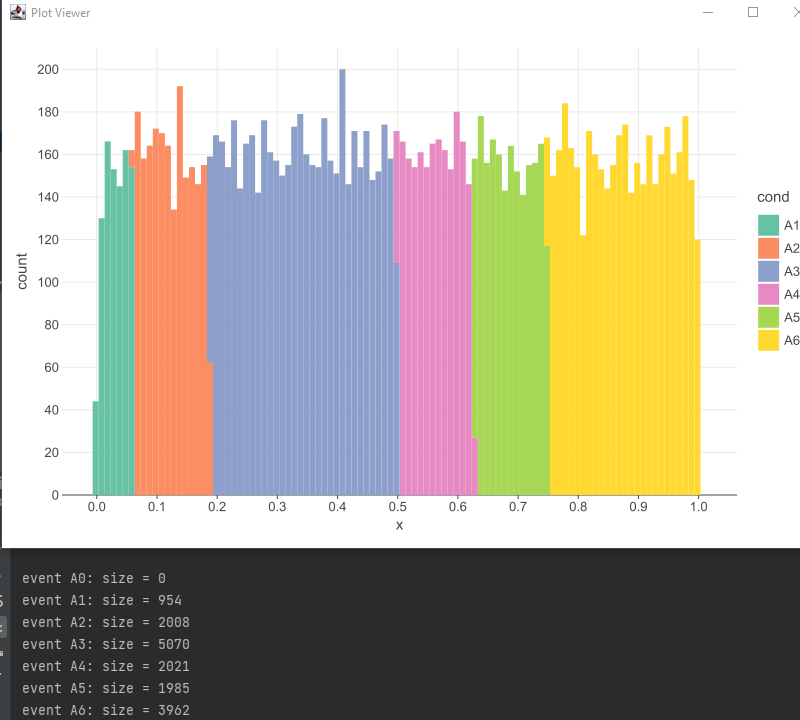 Plot Viewer
200
180
160
140
120
100
80
60
40
20
0
count
0.0 0.1 0.2 0.3 0.4 0.5 0.6 0.7 0.8 0.9 1.0
x
cond
A1
A2
A3
A4
A5
A6
event A0: size = 0
event A1: size = 954
event A2: size = 2008
event A3: size = 5070
event A4: size = 2021
event A5: size = 1985
event A6: size = 3962